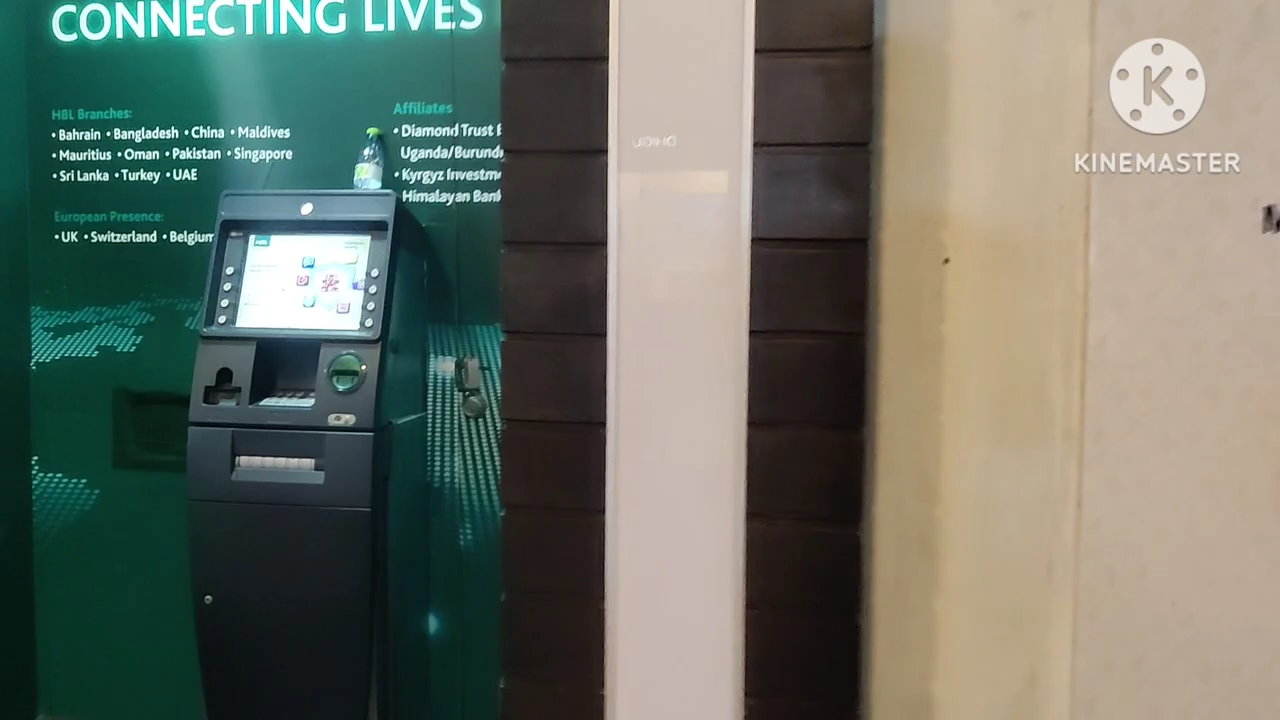 CONNECTING LIVES
HBL Branches:
• Bahrain • Bangladesh • China • Maldives
• Mauritius • Oman • Pakistan • Singapore
• Sri Lanka • Turkey • UAE
European Presence:
• UK • Switzerland • Belgium
Affiliates
• Diamond Trust
Uganda/Burundi
• Kyrgyz Investm
Himalayan Bank
HBL
KINEMASTER